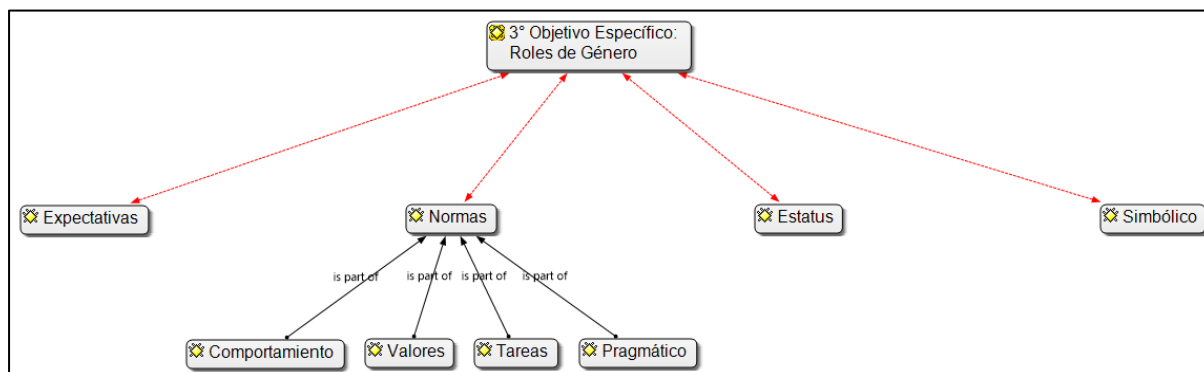 3° Objetivo Específico:
Roles de Género
Expectativas
Normas
Estatus
Simbólico
is part of
is part of
is part of
is part of
Comportamiento
Valores
Tareas
Pragmático